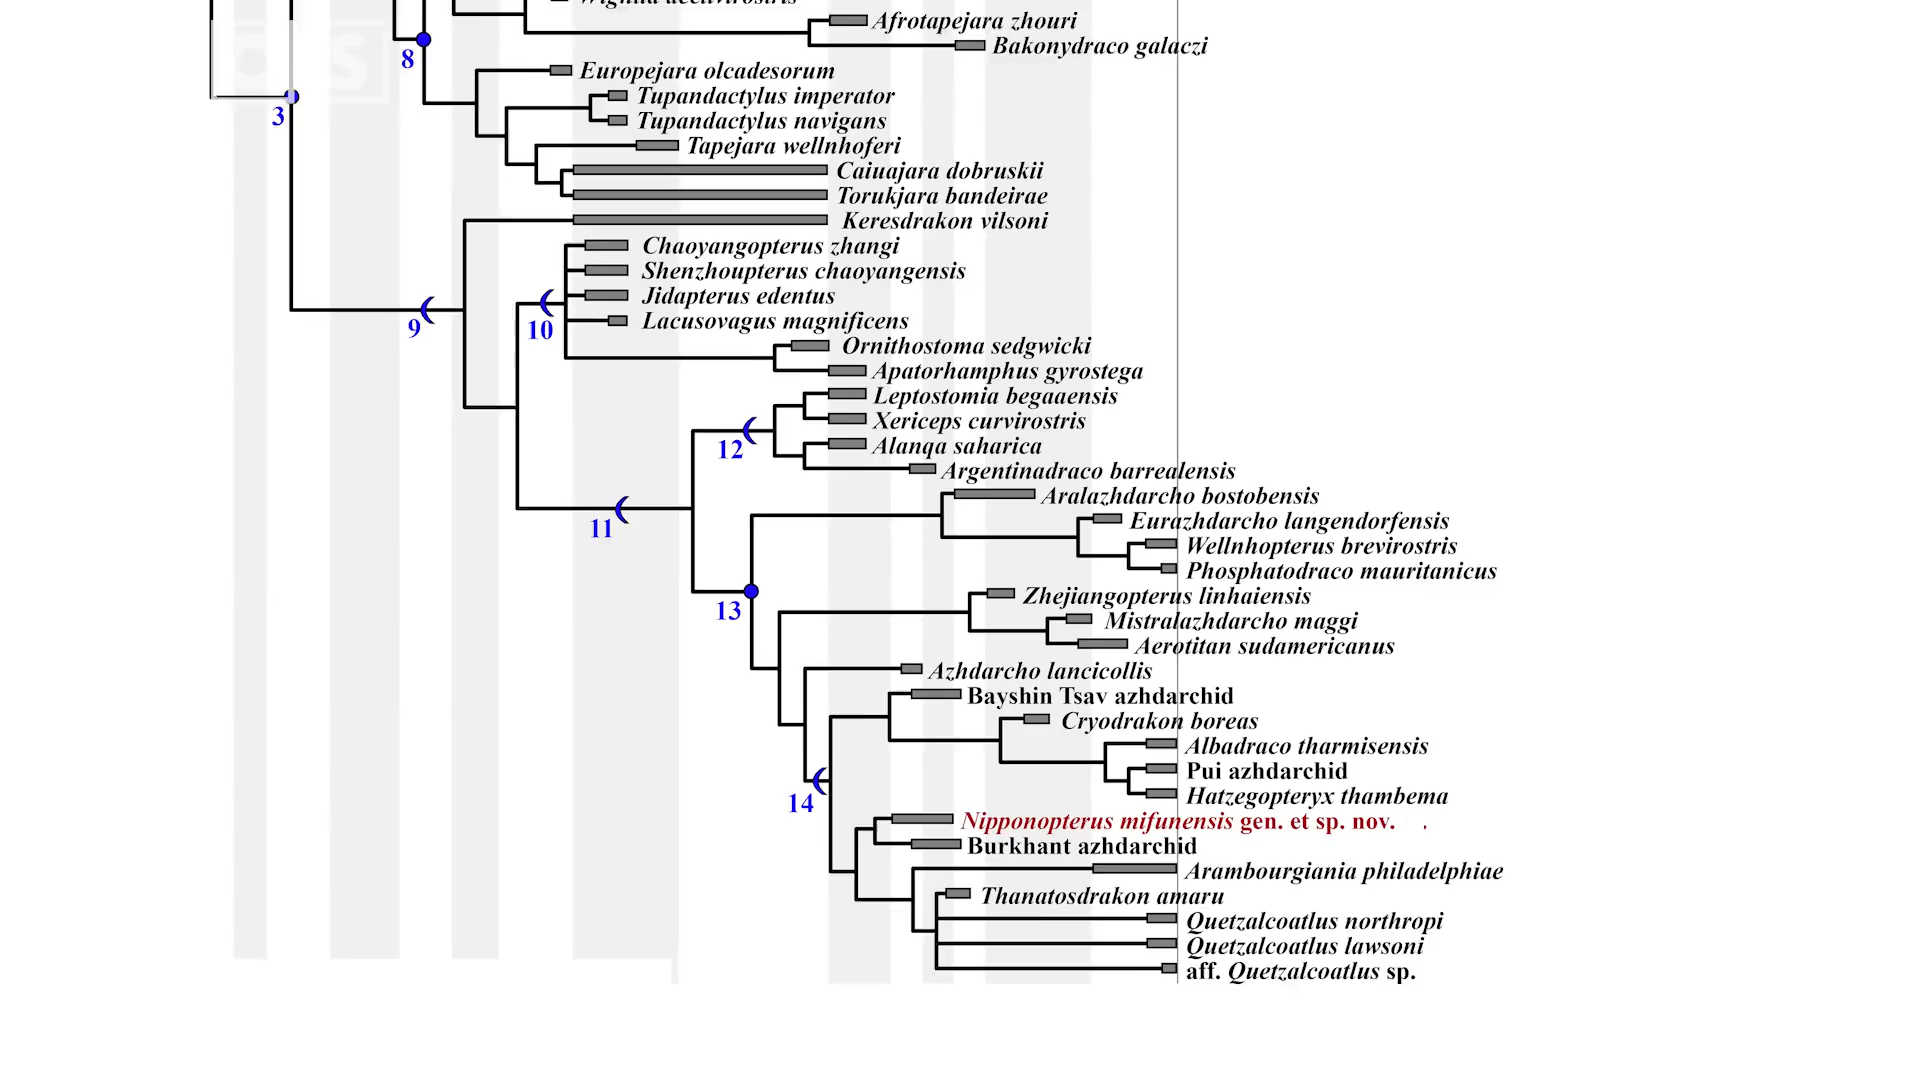 Afrotapejara zhouri
Bakonydraco galaczi
8
Europejara olcadesorum
Tupandactylus imperator
3
Tupandactylus navigans
Tapejara wellnhoferi
Caiuajara dobruskii
Torukjara bandeirae
Keresdrakon vilsoni
Chaoyangopterus zhangi
Shenzhoupterus chaoyangensis
Jidapterus edentus
9
10
Lacusovagus magnificens
Ornithostoma sedgwicki
Apatorhamphus gyrostega
Leptostomia begaaensis
Xericeps curvirostris
12
Alanqa saharica
Argentinadraco barrealensis
Aralazhdarcho bostobensis
11
Eurazhdarcho langendorfensis
Wellnhopterus brevirostris
Phosphatodraco mauritanicus
Zhejiangopterus linhaiensis
13
Mistralazhdarcho maggi
Aerotitan sudamericanus
Azhdarcho lancicollis
Bayshin Tsav azhdarchid
Cryodrakon boreas
Albadraco tharmisensis
Pui azhdarchid
Hatzegopteryx thambema
14
Nipponopterus mifunensis gen. et sp. nov. .
Burkhant azhdarchid
Arambourgiania philadelphiae
Thanatosdrakon amaru
Quetzalcoatlus northropi
Quetzalcoatlus lawsoni
aff. Quetzalcoatlus sp.